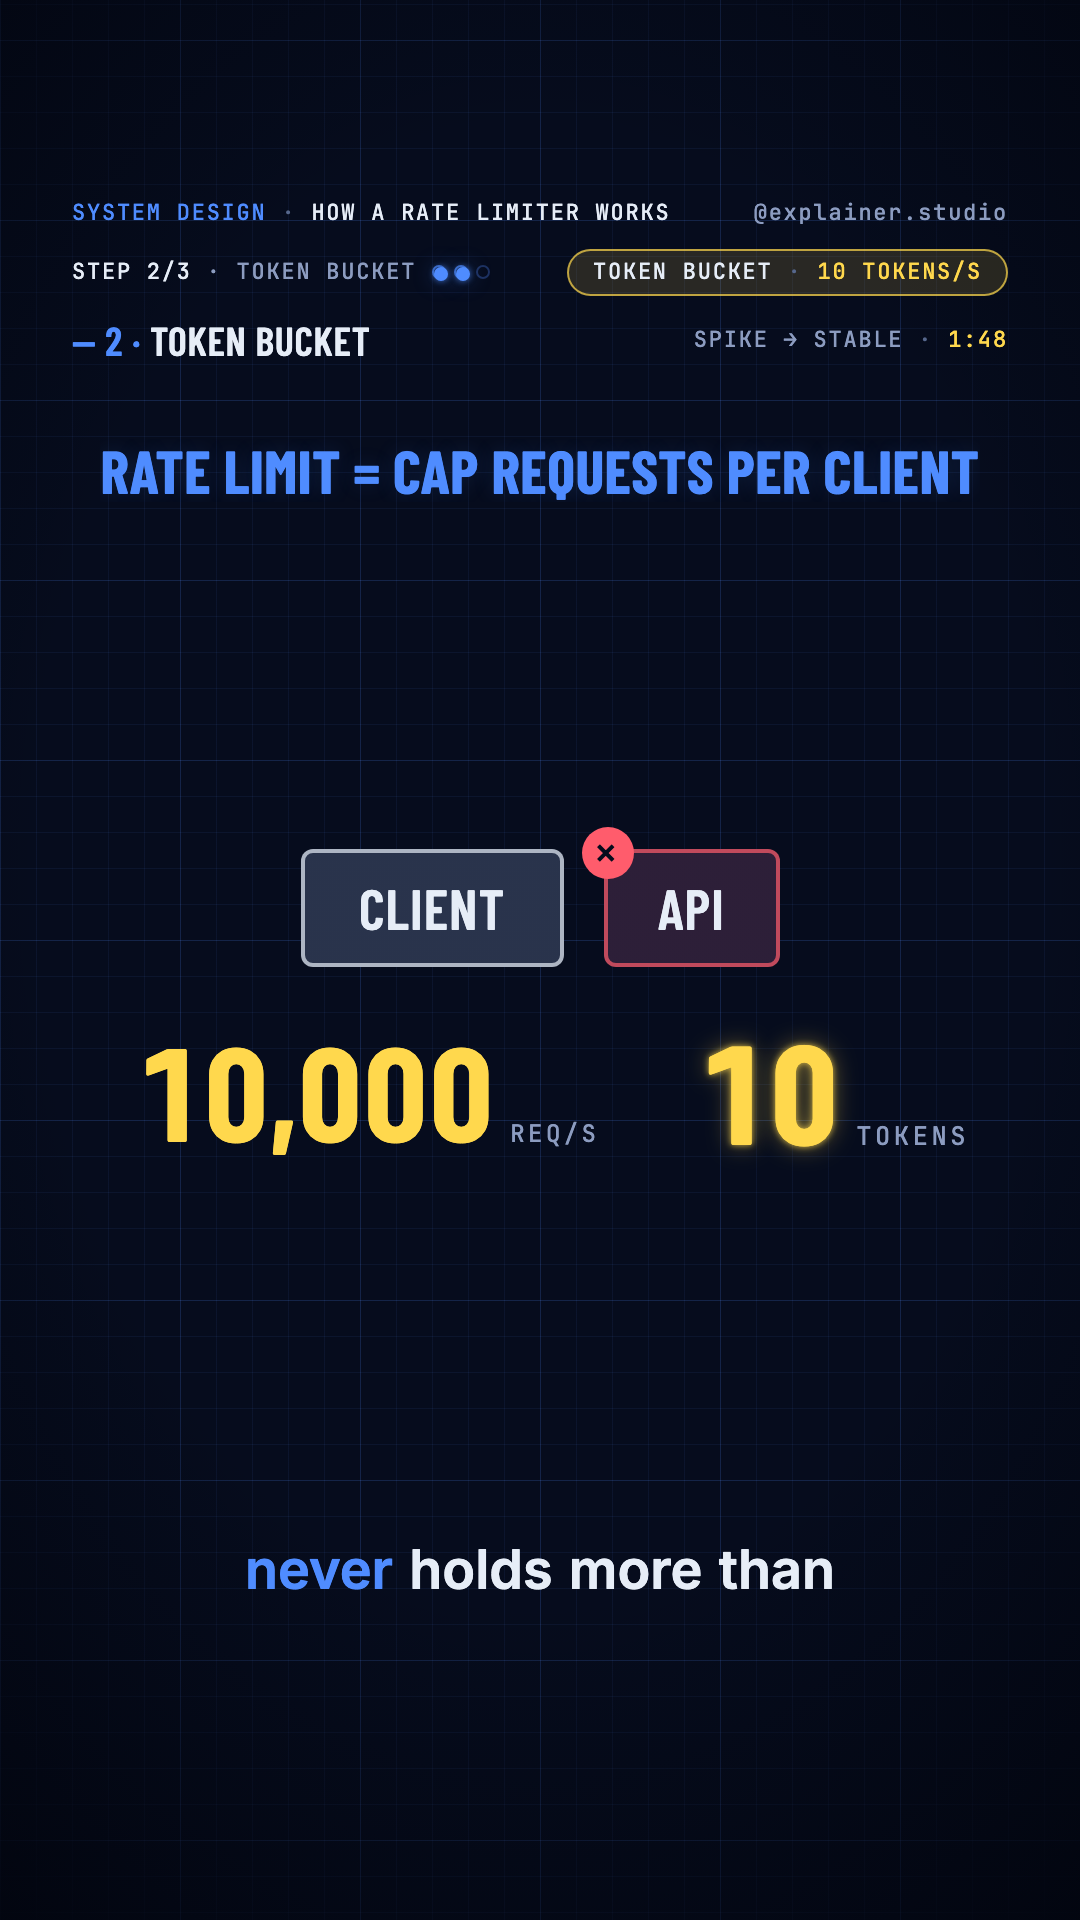 SYSTEM DESIGN · HOW A RATE LIMITER WORKS @explainer.studio
STEP 2/3 · TOKEN BUCKET TOKEN BUCKET · 10 TOKENS/S
– 2 · TOKEN BUCKET SPIKE → STABLE · 1:48
RATE LIMIT = CAP REQUESTS PER CLIENT
CLIENT × API
10,000 REQ/S 10 TOKENS
never holds more than